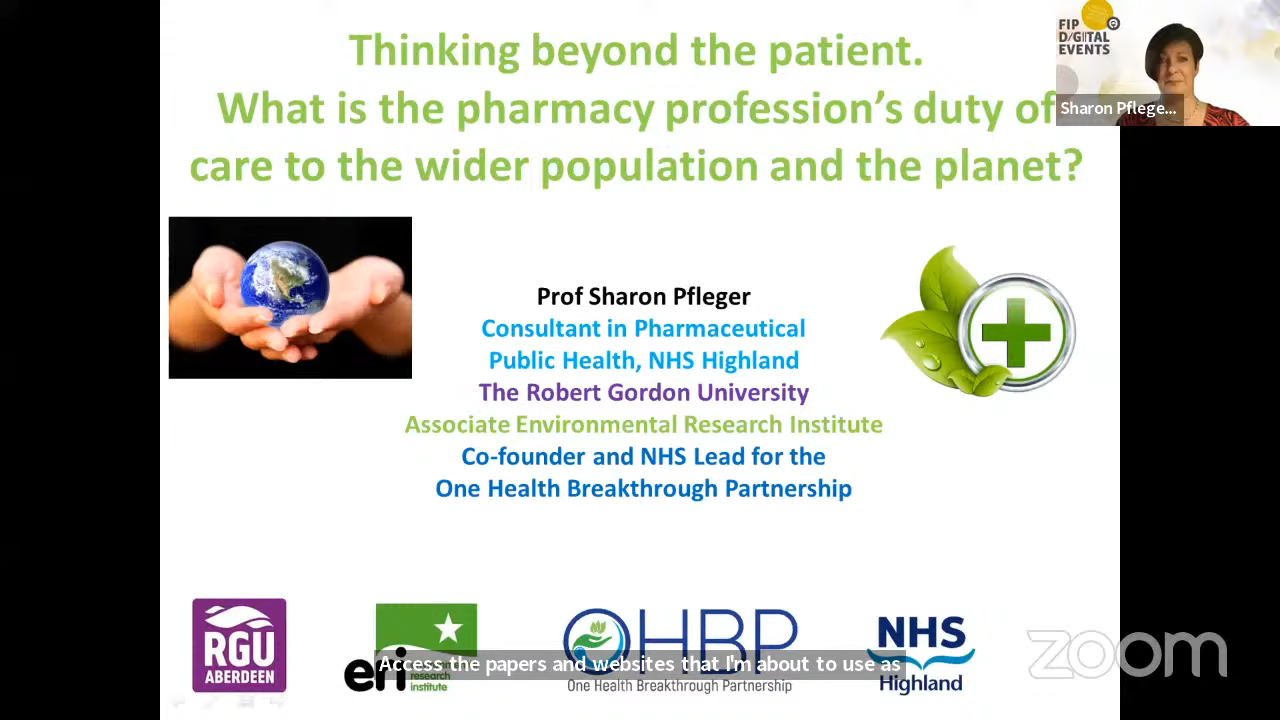 Thinking beyond the patient.
What is the pharmacy profession's duty of
care to the wider population and the planet?
FIP
DIGITAL
EVENTS
Sharon Pflege...
Prof Sharon Pfleger
Consultant in Pharmaceutical
Public Health, NHS Highland
The Robert Gordon University
Associate Environmental Research Institute
Co-founder and NHS Lead for the
One Health Breakthrough Partnership
RGU
ABERDEEN
eri
research
institute
OHBP
One Health Breakthrough Partnership
NHS
Highland
zoom
Access the papers and websites that I'm about to use as